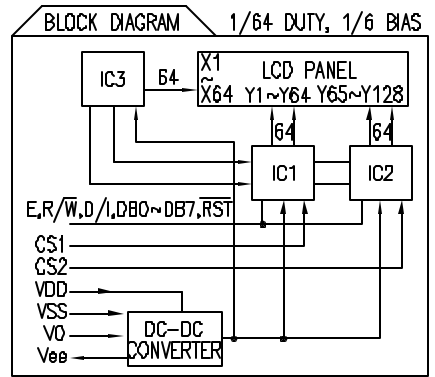 BLOCK DIAGRAM 1/64 DUTY, 1/6 BIAS
IC3
64
X1
~
X64
LCD PANEL
Y1~Y64 Y65~Y128
64
64
IC1
IC2
E,R/W̅,D/I,DB0~DB7,R̅S̅T̅
CS1
CS2
VDD
VSS
V0
Vee
DC-DC
CONVERTER